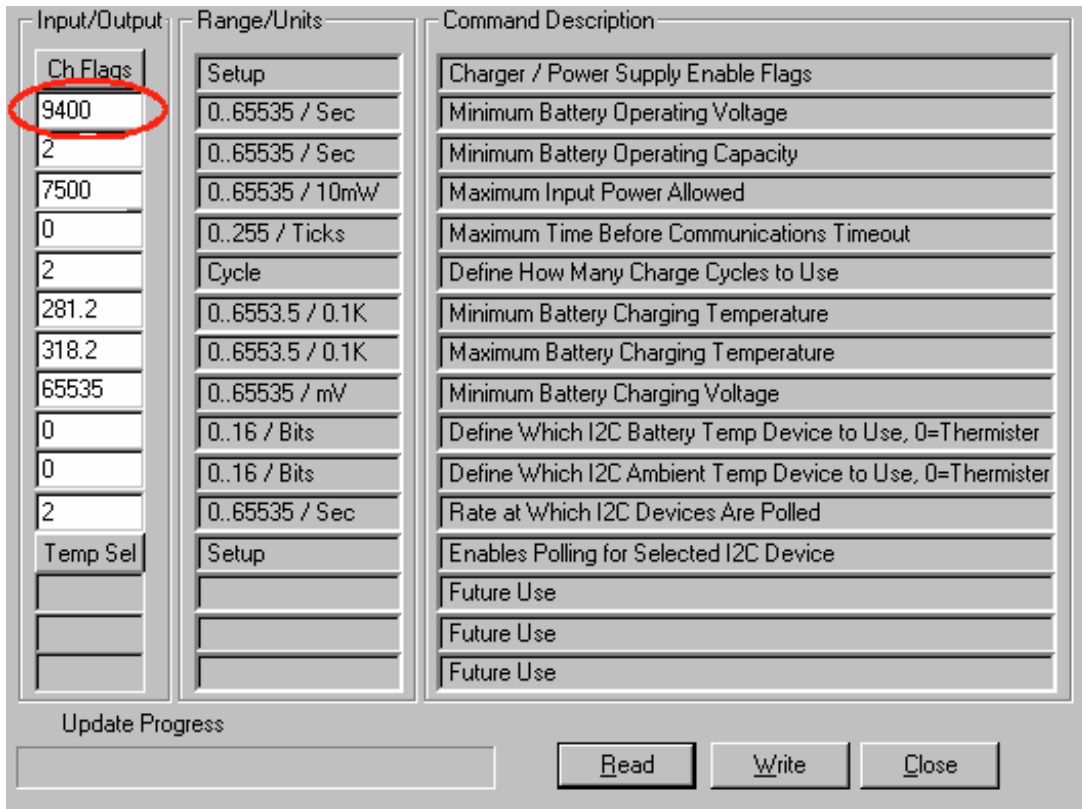 Input/Output Range/Units Command Description
Ch Flags Setup Charger / Power Supply Enable Flags
9400 0..65535 / Sec Minimum Battery Operating Voltage
2 0..65535 / Sec Minimum Battery Operating Capacity
7500 0..65535 / 10mW Maximum Input Power Allowed
0 0..255 / Ticks Maximum Time Before Communications Timeout
2 Cycle Define How Many Charge Cycles to Use
281.2 0..6553.5 / 0.1K Minimum Battery Charging Temperature
318.2 0..6553.5 / 0.1K Maximum Battery Charging Temperature
65535 0..65535 / mV Minimum Battery Charging Voltage
0 0..16 / Bits Define Which I2C Battery Temp Device to Use, 0=Thermister
0 0..16 / Bits Define Which I2C Ambient Temp Device to Use, 0=Thermister
2 0..65535 / Sec Rate at Which I2C Devices Are Polled
Temp Sel Setup Enables Polling for Selected I2C Device
Future Use
Future Use
Future Use
Update Progress
Read Write Close